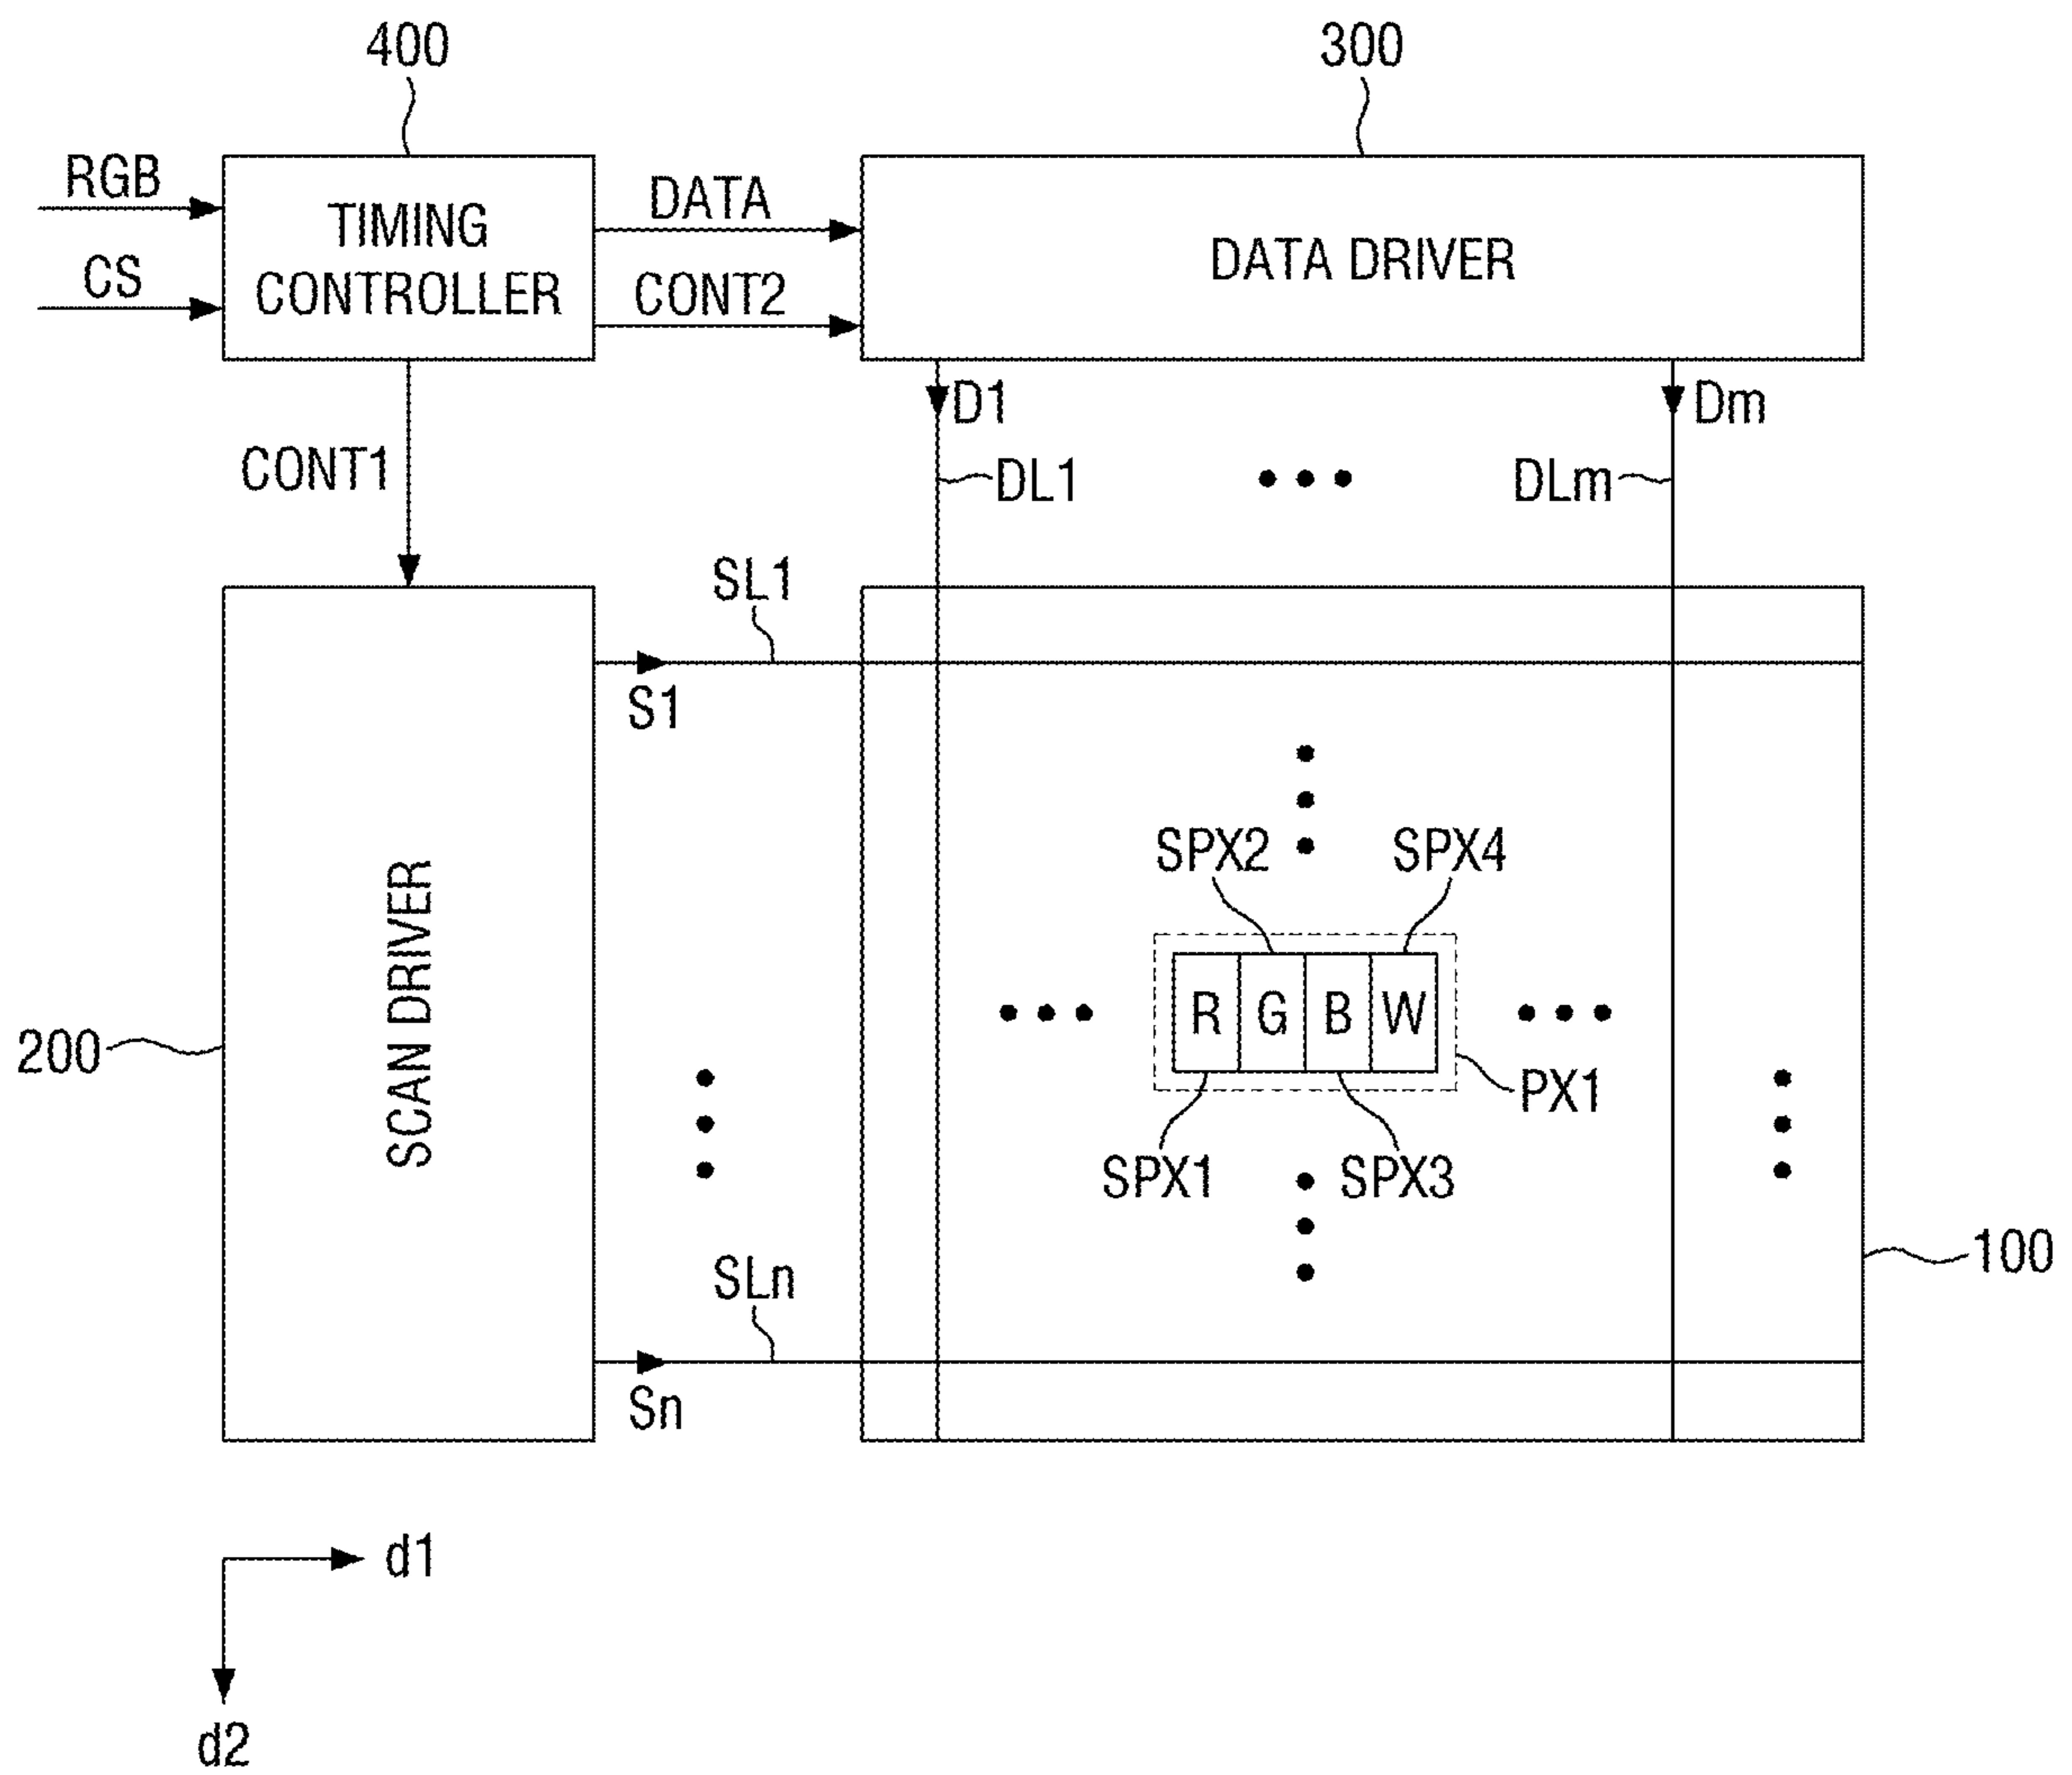 400
300
RGB
CS
TIMING
CONTROLLER
DATA
CONT2
DATA DRIVER
D1
Dm
CONT1
DL1
DLm
SL1
S1
SCAN DRIVER
200
SPX2
SPX4
R G B W
PX1
SPX1
SPX3
100
SLn
Sn
d1
d2